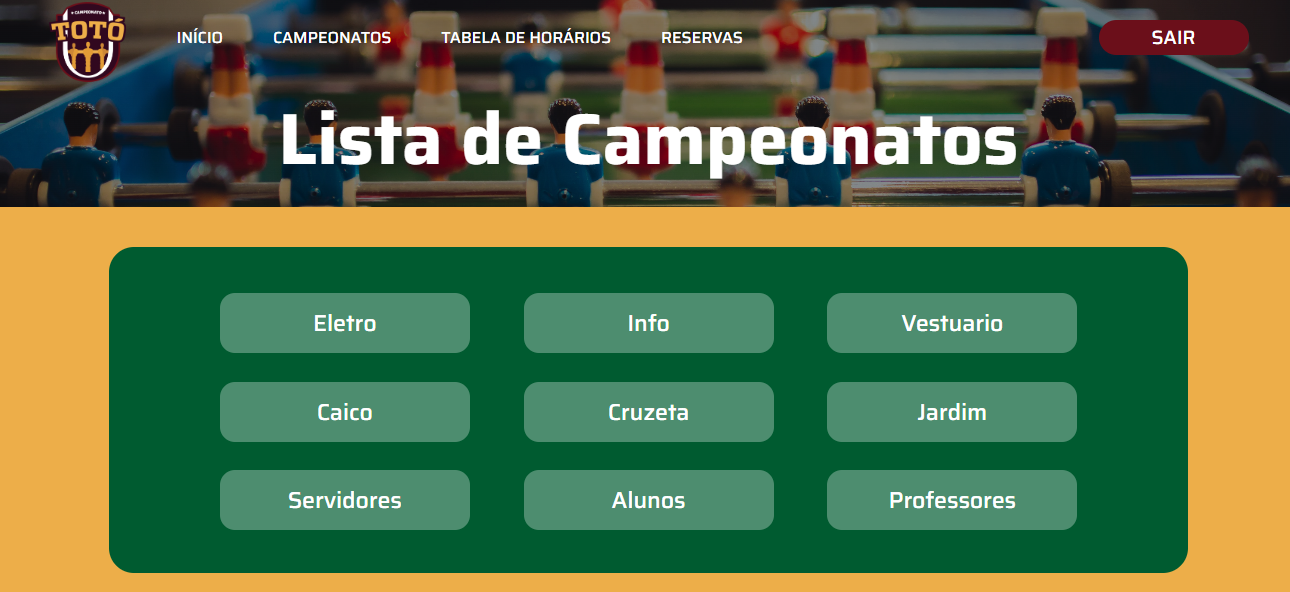 CAMPEONATO
TOTÓ
INÍCIO
CAMPEONATOS
TABELA DE HORÁRIOS
RESERVAS
SAIR
Lista de Campeonatos
Eletro
Info
Vestuario
Caico
Cruzeta
Jardim
Servidores
Alunos
Professores